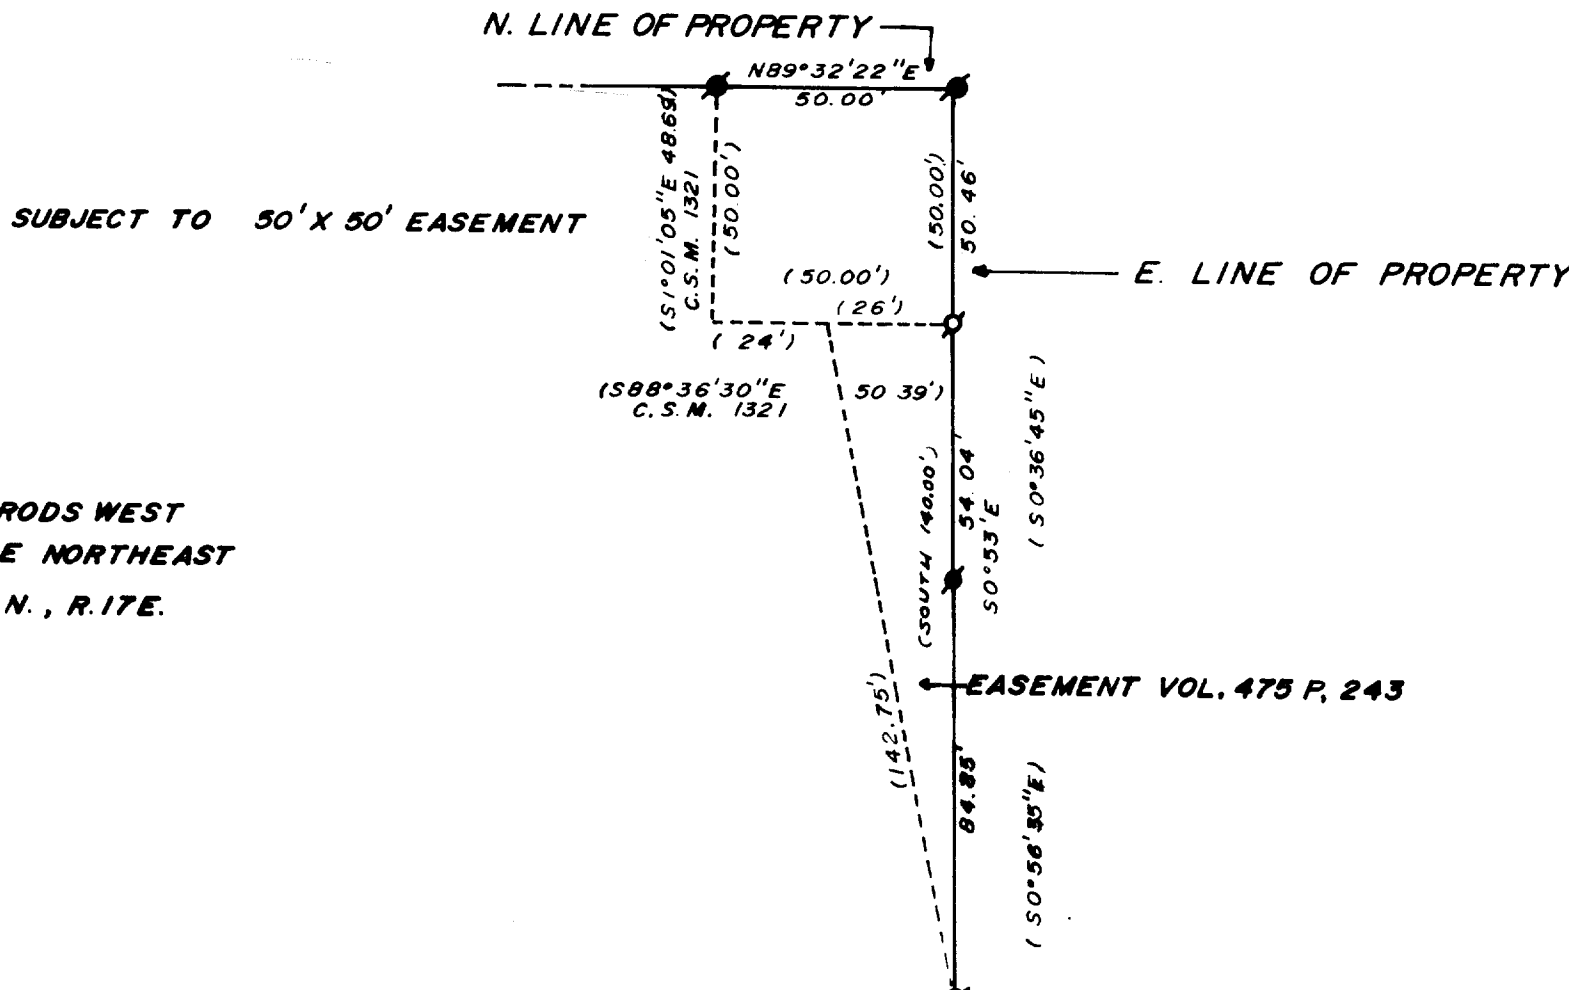 N. LINE OF PROPERTY
N89°32'22"E
50.00'
(S1°01'05"E 48.69')
C.S.M. 1321
(50.00')
(50.00')
50.46'
SUBJECT TO 50'X 50' EASEMENT
E. LINE OF PROPERTY
(50.00')
(26')
(24')
(S88°36'30"E 50 39')
C.S.M. 1321
(SOUTH 140.00')
54.04'
S0°53'E
(S0°36'45"E)
RODS WEST
E NORTHEAST
N., R.17E.
EASEMENT VOL. 475 P, 243
(142.75')
84.85'
(S0°56'35"E)